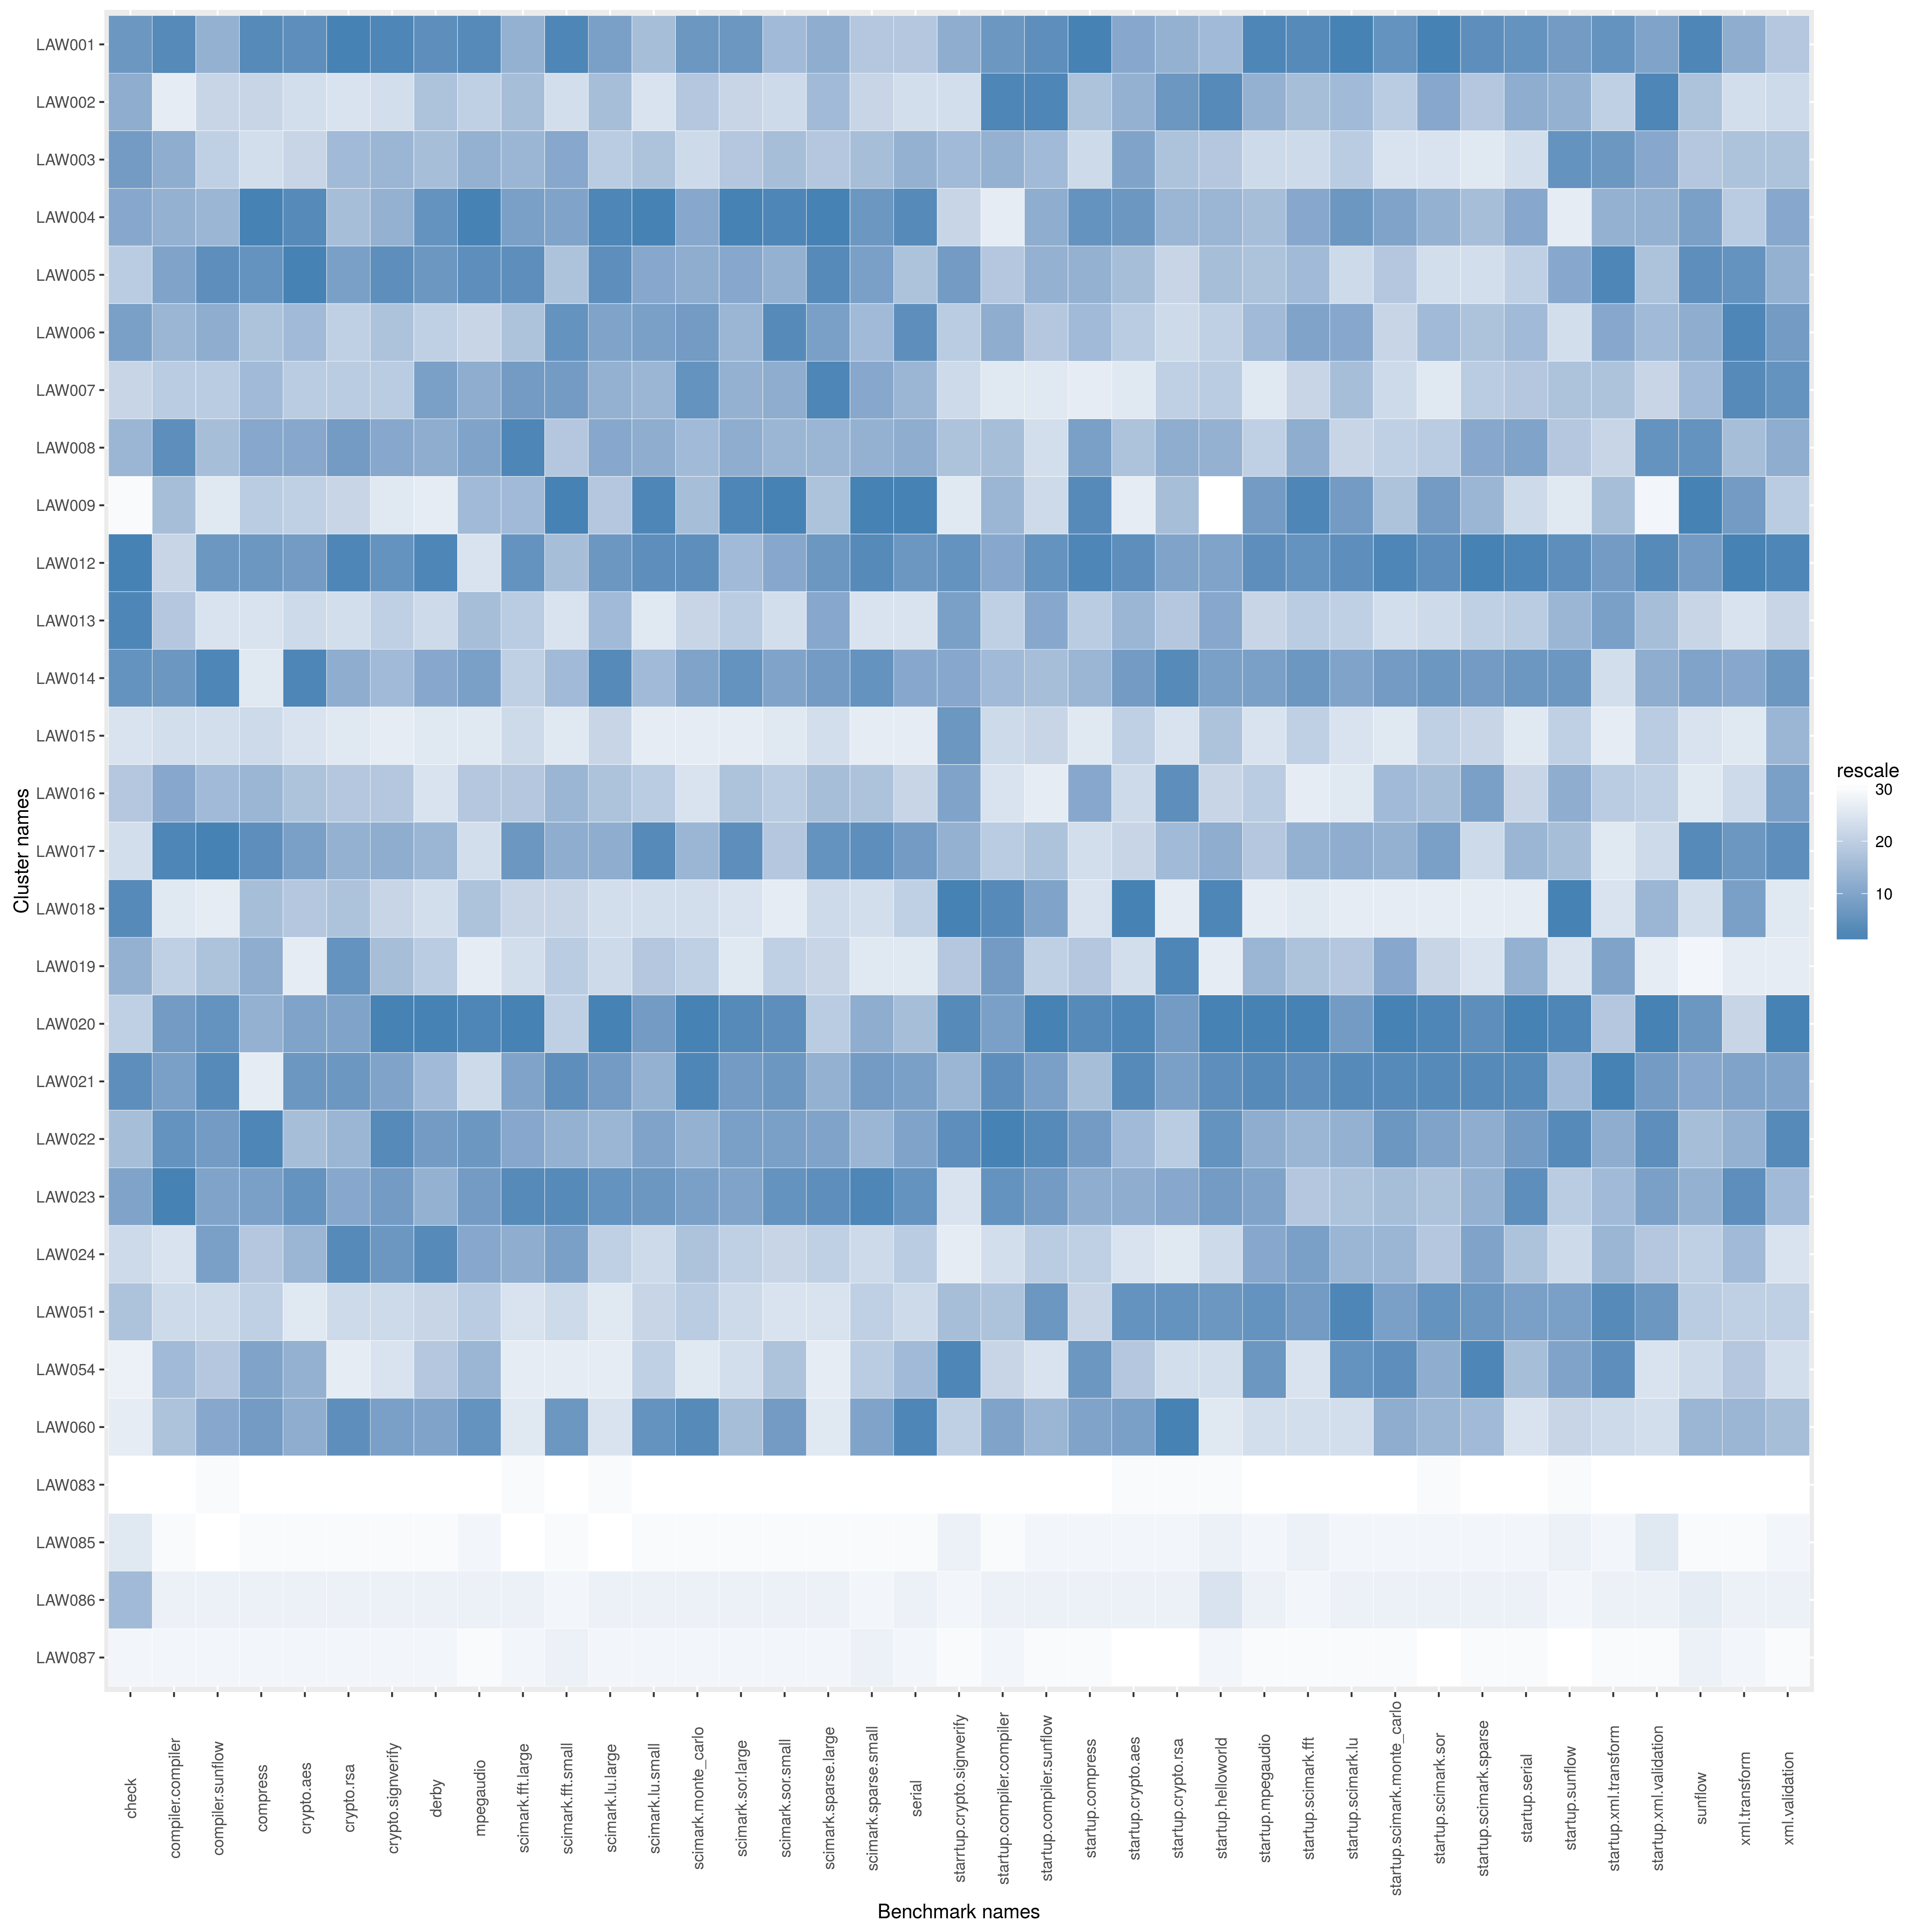 Cluster names
LAW001
LAW002
LAW003
LAW004
LAW005
LAW006
LAW007
LAW008
LAW009
LAW012
LAW013
LAW014
LAW015
LAW016
LAW017
LAW018
LAW019
LAW020
LAW021
LAW022
LAW023
LAW024
LAW051
LAW054
LAW060
LAW083
LAW085
LAW086
LAW087
check
compiler.compiler
compiler.sunflow
compress
crypto.aes
crypto.rsa
crypto.signverify
derby
mpegaudio
scimark.fft.large
scimark.fft.small
scimark.lu.large
scimark.lu.small
scimark.monte_carlo
scimark.sor.large
scimark.sor.small
scimark.sparse.large
scimark.sparse.small
serial
starrtup.crypto.signverify
startup.compiler.compiler
startup.compiler.sunflow
startup.compress
startup.crypto.aes
startup.crypto.rsa
startup.helloworld
startup.mpegaudio
startup.scimark.fft
startup.scimark.lu
startup.scimark.monte_carlo
startup.scimark.sor
startup.scimark.sparse
startup.serial
startup.sunflow
startup.xml.transform
startup.xml.validation
sunflow
xml.transform
xml.validation
Benchmark names
rescale
30
20
10